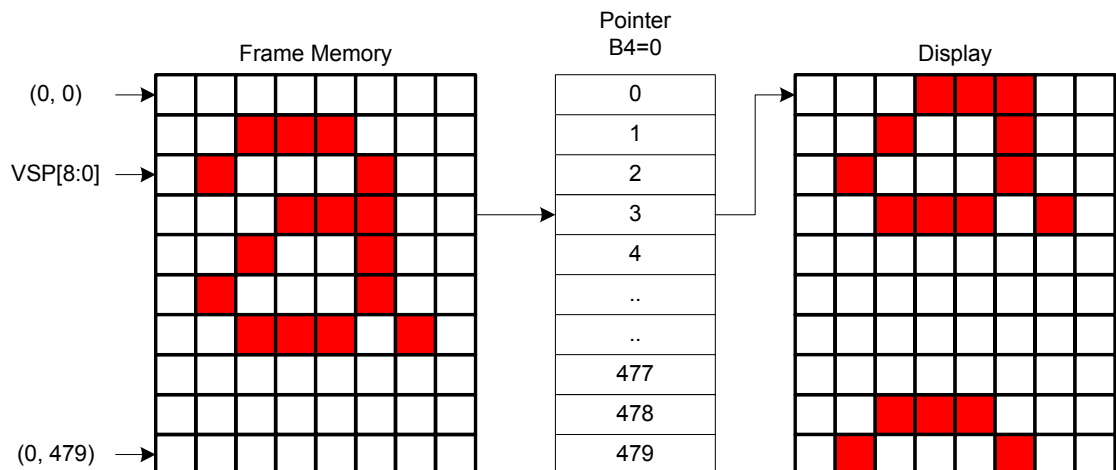 Pointer
B4=0
Frame Memory
Display
(0, 0)
0
1
VSP[8:0]
2
3
4
..
..
477
478
(0, 479)
479